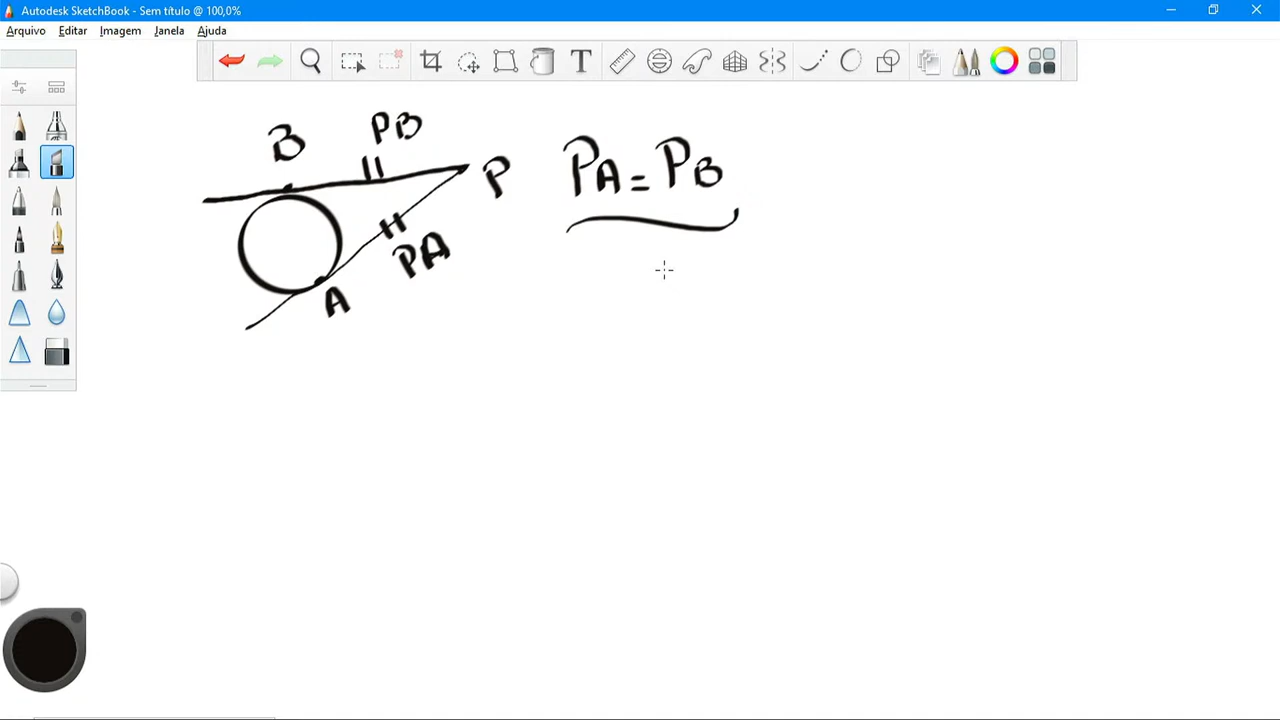 Autodesk SketchBook - Sem título @ 100,0%
Arquivo Editar Imagem Janela Ajuda
T
B
PB
P
PA
A
PA = PB